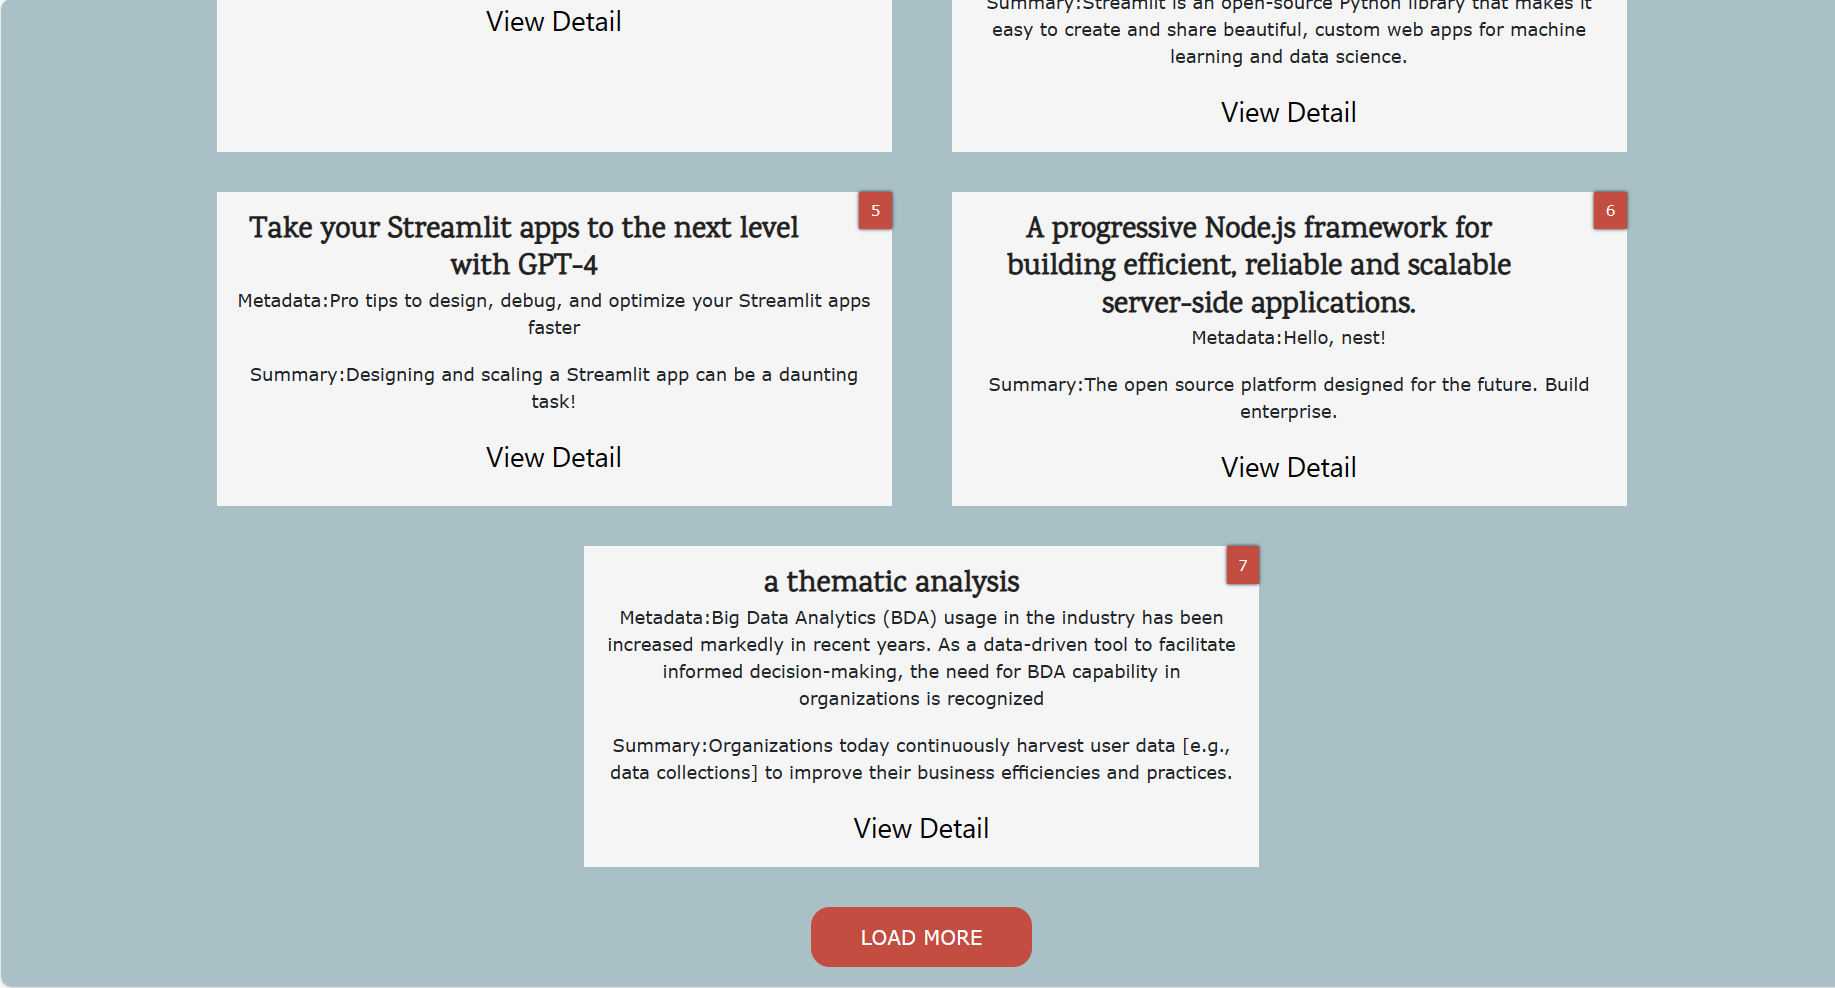 View Detail
Summary:Streamlit is an open-source Python library that makes it
easy to create and share beautiful, custom web apps for machine
learning and data science.
View Detail
5
Take your Streamlit apps to the next level
with GPT-4
Metadata:Pro tips to design, debug, and optimize your Streamlit apps
faster
Summary:Designing and scaling a Streamlit app can be a daunting
task!
View Detail
6
A progressive Node.js framework for
building efficient, reliable and scalable
server-side applications.
Metadata:Hello, nest!
Summary:The open source platform designed for the future. Build
enterprise.
View Detail
7
a thematic analysis
Metadata:Big Data Analytics (BDA) usage in the industry has been
increased markedly in recent years. As a data-driven tool to facilitate
informed decision-making, the need for BDA capability in
organizations is recognized
Summary:Organizations today continuously harvest user data [e.g.,
data collections] to improve their business efficiencies and practices.
View Detail
LOAD MORE